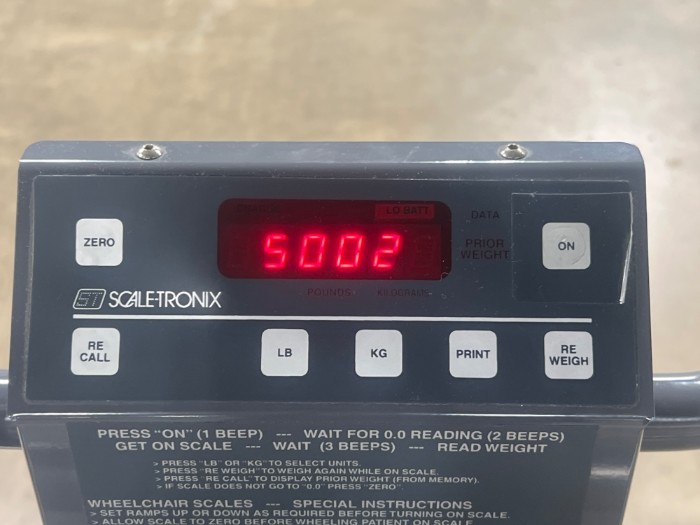 LO BATT
DATA
ZERO
5002
PRIOR
WEIGHT
ON
POUNDS KILOGRAMS
ST SCALE-TRONIX
RE
CALL
LB
KG
PRINT
RE
WEIGH
PRESS "ON" (1 BEEP) --- WAIT FOR 0.0 READING (2 BEEPS)
GET ON SCALE --- WAIT (3 BEEPS) --- READ WEIGHT
> PRESS "LB" OR "KG" TO SELECT UNITS.
> PRESS "RE WEIGH" TO WEIGH AGAIN WHILE ON SCALE.
> PRESS "RE CALL" TO DISPLAY PRIOR WEIGHT (FROM MEMORY).
> IF SCALE DOES NOT GO TO "0.0" PRESS "ZERO".
WHEELCHAIR SCALES --- SPECIAL INSTRUCTIONS
> SET RAMPS UP OR DOWN AS REQUIRED BEFORE TURNING ON SCALE.
> ALLOW SCALE TO ZERO BEFORE WHEELING PATIENT ON SCALE